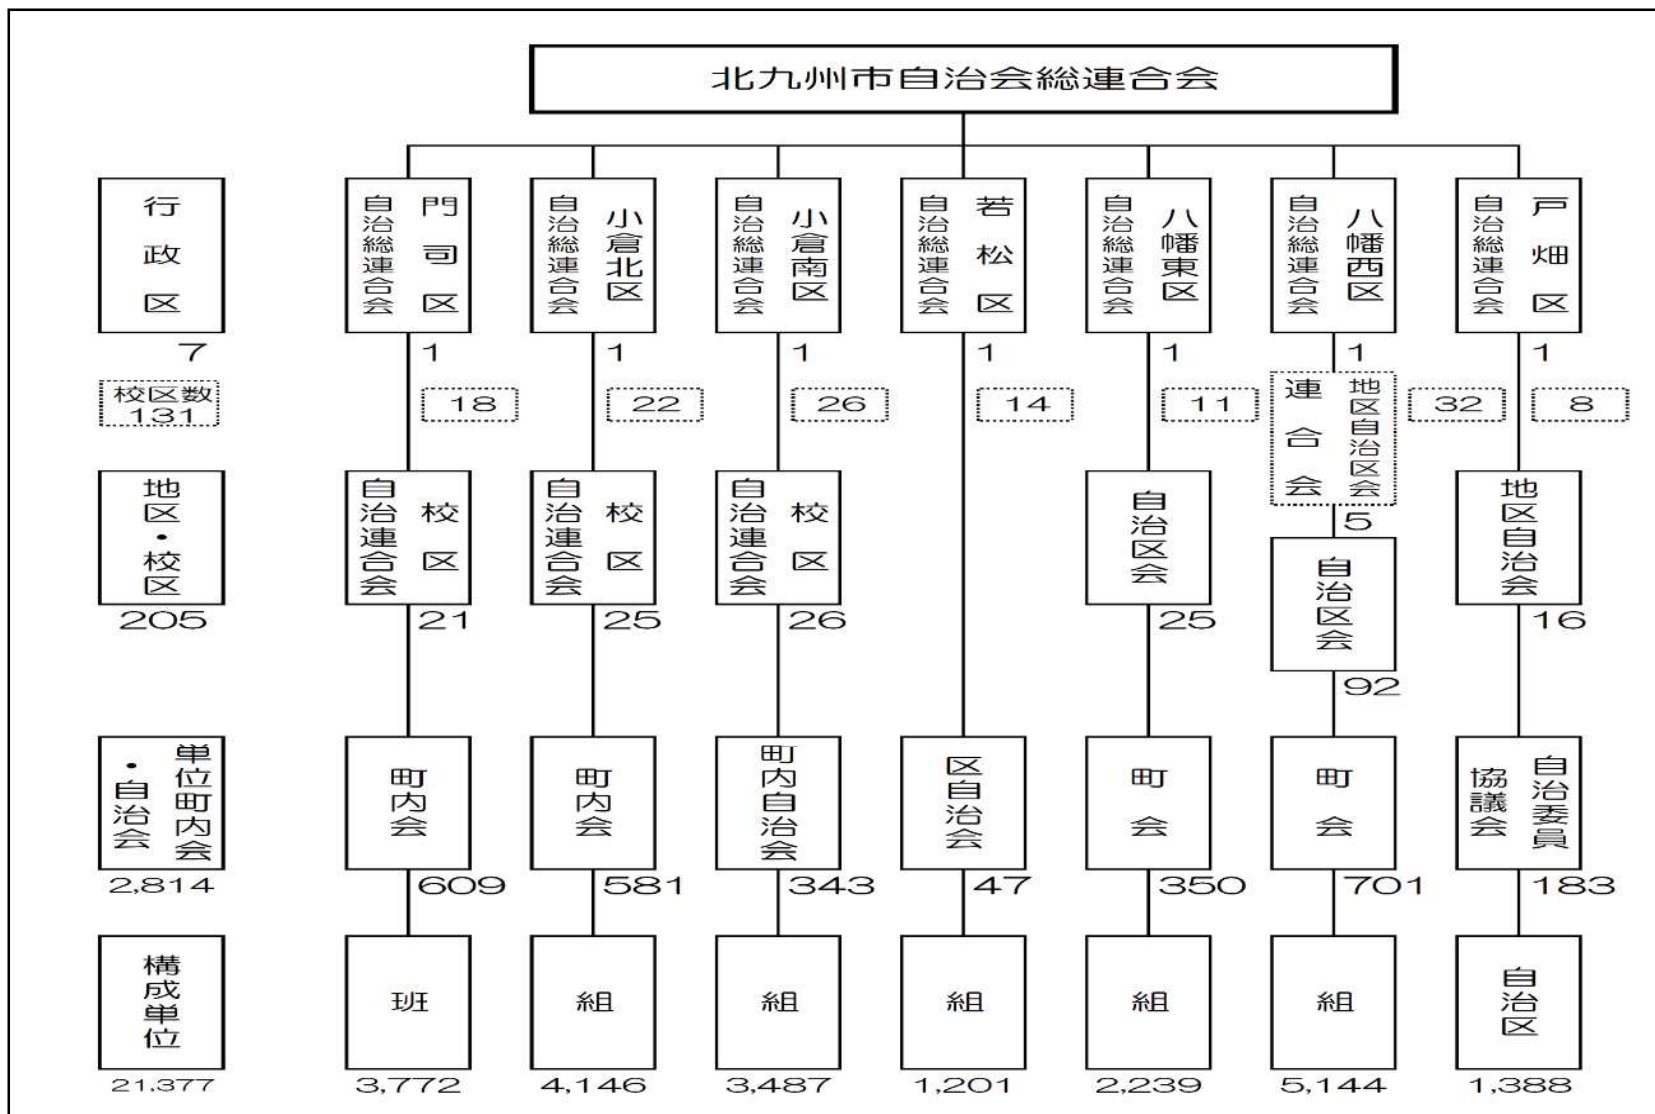 北九州市自治会総連合会
行政区
7
門司区
自治総連合会
1
小倉北区
自治総連合会
1
小倉南区
自治総連合会
1
若松区
自治総連合会
1
八幡東区
自治総連合会
1
八幡西区
自治総連合会
1
戸畑区
自治総連合会
1
校区数
131
18
22
26
14
11
地区自治区会
連合会
5
32
8
地区・校区
205
校区
自治連合会
21
校区
自治連合会
25
校区
自治連合会
26
自治区会
25
自治区会
92
地区自治会
16
単位町内会
・自治会
2,814
町内会
609
町内会
581
町内自治会
343
区自治会
47
町会
350
町会
701
自治委員
協議会
183
構成単位
21,377
班
3,772
組
4,146
組
3,487
組
1,201
組
2,239
組
5,144
自治区
1,388